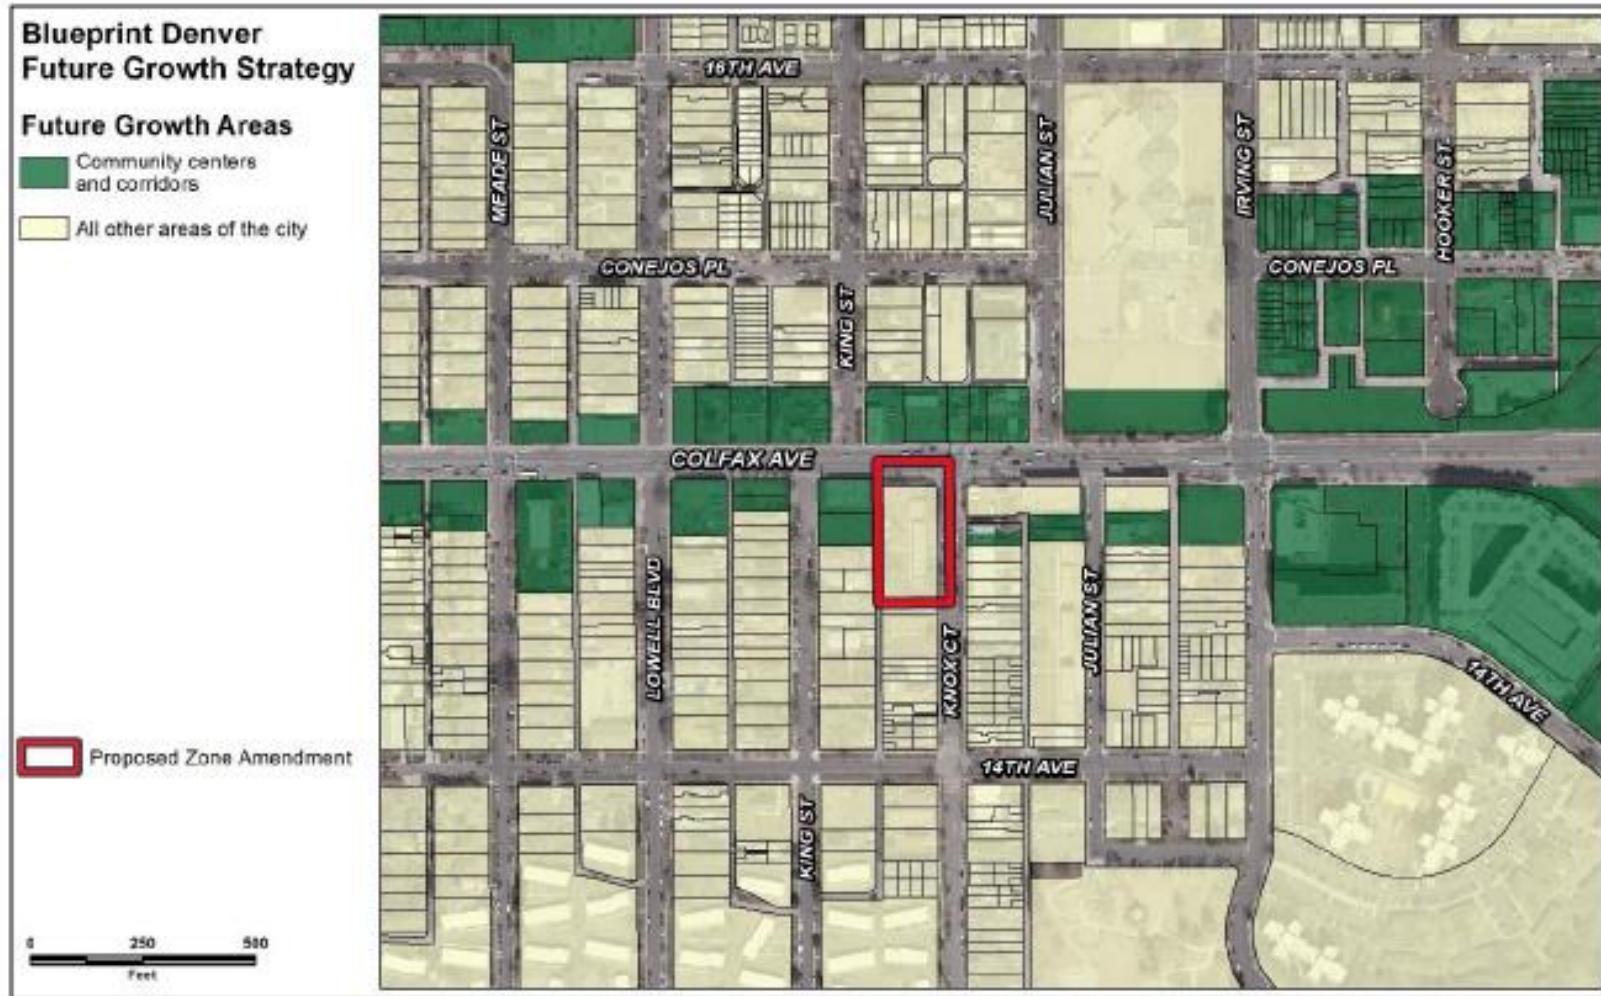 Blueprint Denver
Future Growth Strategy
Future Growth Areas
Community centers
and corridors
All other areas of the city
Proposed Zone Amendment
0 250 500
Feet
16TH AVE
MEADE ST
JULIAN ST
IRVING ST
HOOKER ST
CONEJOS PL
CONEJOS PL
KING ST
COLFAX AVE
LOWELL BLVD
KNOX CT
JULIAN ST
14TH AVE
14TH AVE
KING ST